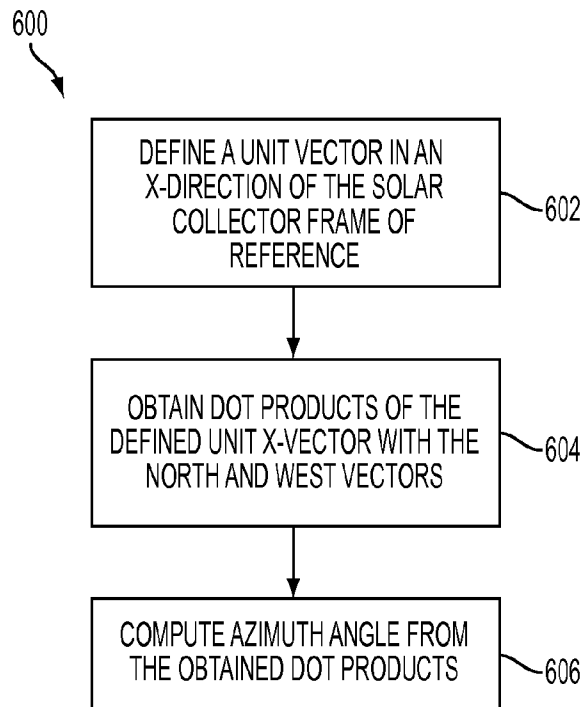 600
DEFINE A UNIT VECTOR IN AN
X-DIRECTION OF THE SOLAR
COLLECTOR FRAME OF
REFERENCE
602
OBTAIN DOT PRODUCTS OF THE
DEFINED UNIT X-VECTOR WITH THE
NORTH AND WEST VECTORS
604
COMPUTE AZIMUTH ANGLE FROM
THE OBTAINED DOT PRODUCTS
606